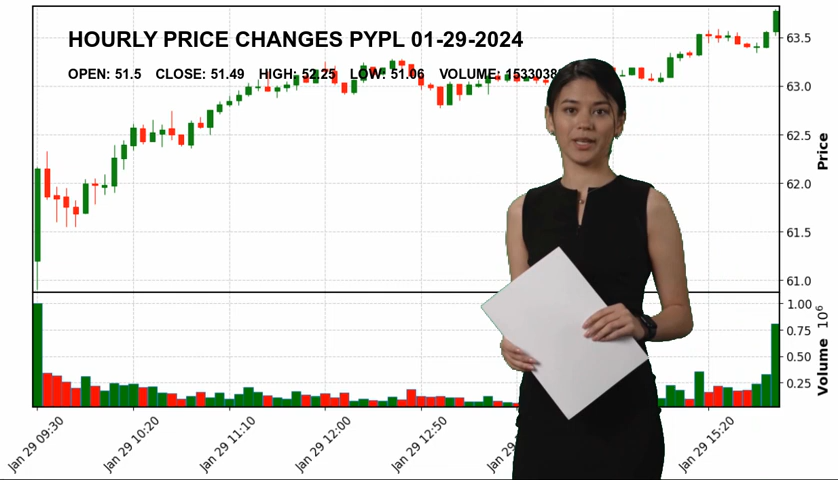 HOURLY PRICE CHANGES PYPL 01-29-2024
OPEN: 51.5 CLOSE: 51.49 HIGH: 52.25 LOW: 51.06 VOLUME: 1533038
63.5
63.0
62.5
62.0
61.5
61.0
Price
1.00
0.75
0.50
0.25
Volume 10⁶
Jan 29 09:30
Jan 29 10:20
Jan 29 11:10
Jan 29 12:00
Jan 29 12:50
Jan 29 15:20